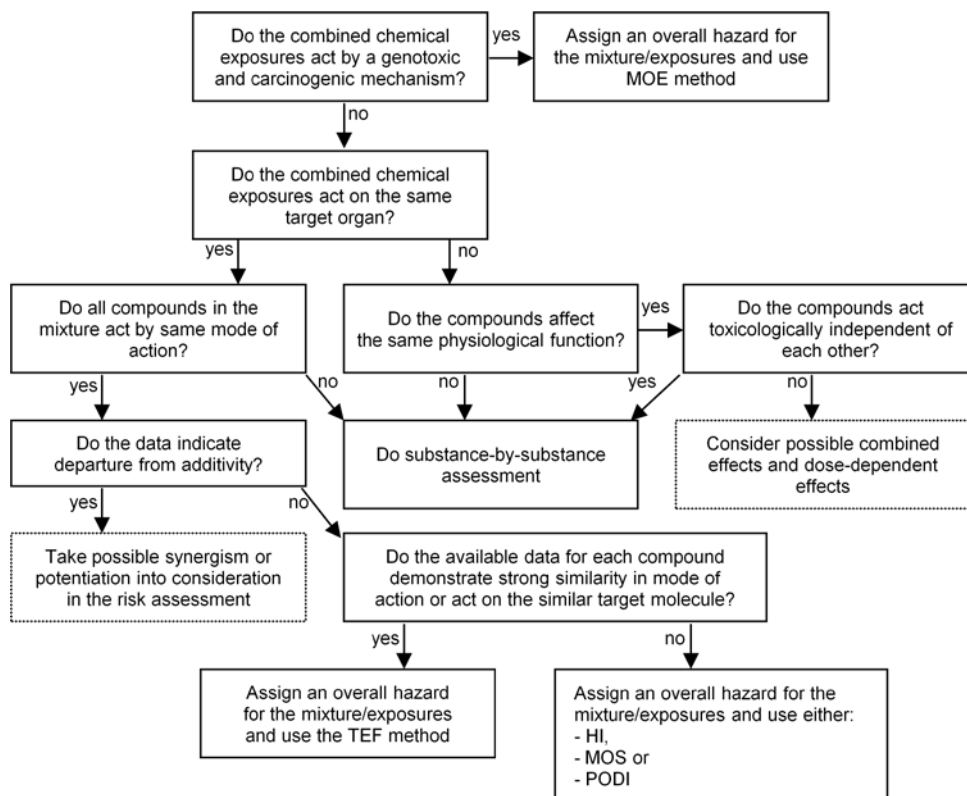 Do the combined chemical
exposures act by a genotoxic
and carcinogenic mechanism?
yes
Assign an overall hazard for
the mixture/exposures and use
MOE method
no
Do the combined chemical
exposures act on the same
target organ?
yes
no
Do all compounds in the
mixture act by same mode of
action?
Do the compounds affect
the same physiological function?
yes
Do the compounds act
toxicologically independent of
each other?
yes
no
no
yes
no
Do the data indicate
departure from additivity?
Do substance-by-substance
assessment
Consider possible combined
effects and dose-dependent
effects
yes
no
Take possible synergism or
potentiation into consideration
in the risk assessment
Do the available data for each compound
demonstrate strong similarity in mode of
action or act on the similar target molecule?
yes
no
Assign an overall hazard
for the mixture/exposures
and use the TEF method
Assign an overall hazard for the
mixture/exposures and use either:
- HI,
- MOS or
- PODI